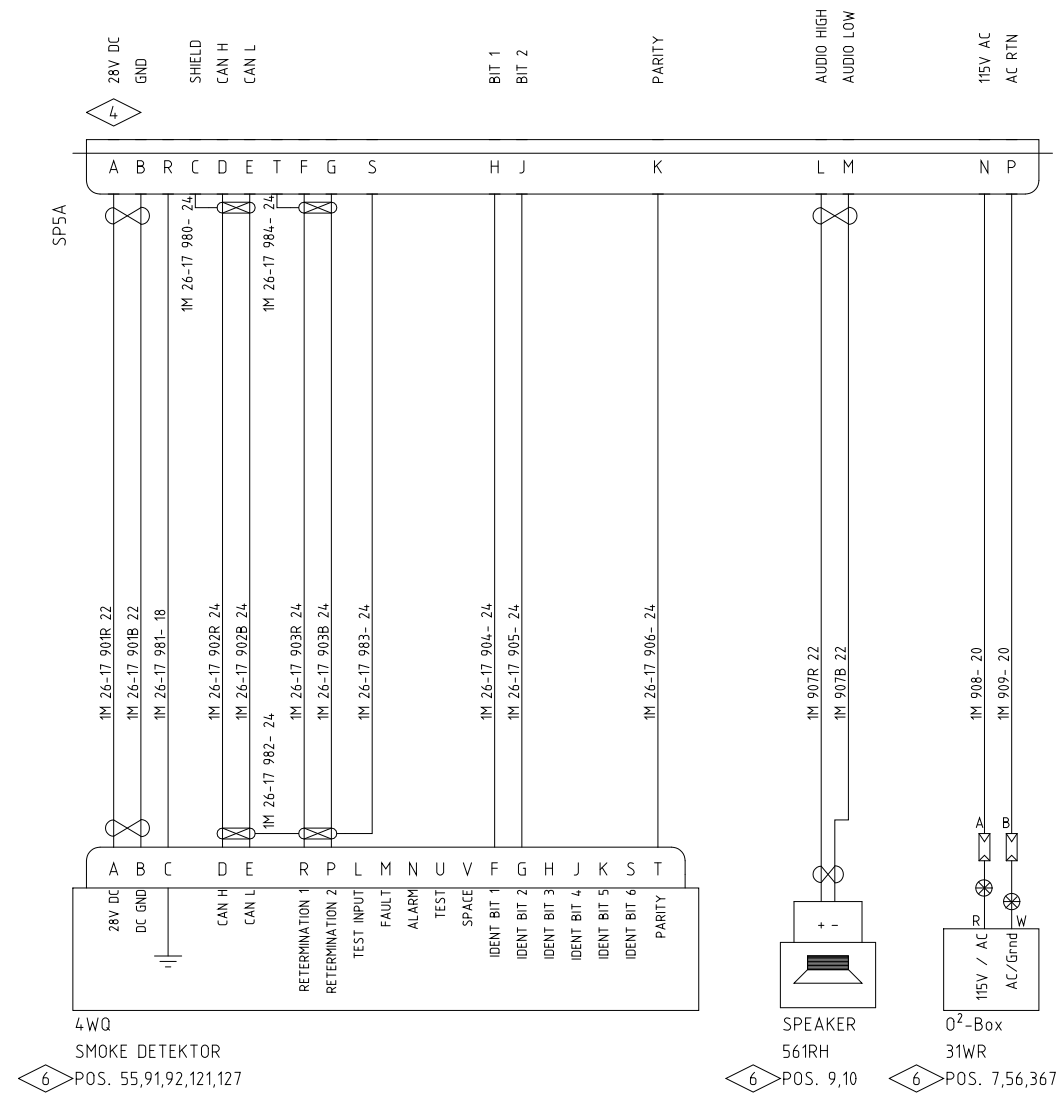 28V DC
GND
SHIELD
CAN H
CAN L
BIT 1
BIT 2
PARITY
AUDIO HIGH
AUDIO LOW
115V AC
AC RTN
4
A B R C D E T F G S H J K L M N P
SP5A
1M 26-17 980- 24
1M 26-17 984- 24
1M 26-17 901R 22
1M 26-17 901B 22
1M 26-17 981- 18
1M 26-17 902R 24
1M 26-17 902B 24
1M 26-17 982- 24
1M 26-17 903R 24
1M 26-17 903B 24
1M 26-17 983- 24
1M 26-17 904- 24
1M 26-17 905- 24
1M 26-17 906- 24
1M 907R 22
1M 907B 22
1M 908- 20
1M 909- 20
A B
A B C D E R P L M N U V F G H J K S T
28V DC
DC GND
CAN H
CAN L
RETERMINATION 1
RETERMINATION 2
TEST INPUT
FAULT
ALARM
TEST
SPACE
IDENT BIT 1
IDENT BIT 2
IDENT BIT 3
IDENT BIT 4
IDENT BIT 5
IDENT BIT 6
PARITY
+ -
R W
115V / AC
AC/Grnd
4WQ
SMOKE DETEKTOR
6 POS. 55,91,92,121,127
SPEAKER
561RH
6 POS. 9,10
O²-Box
31WR
6 POS. 7,56,367